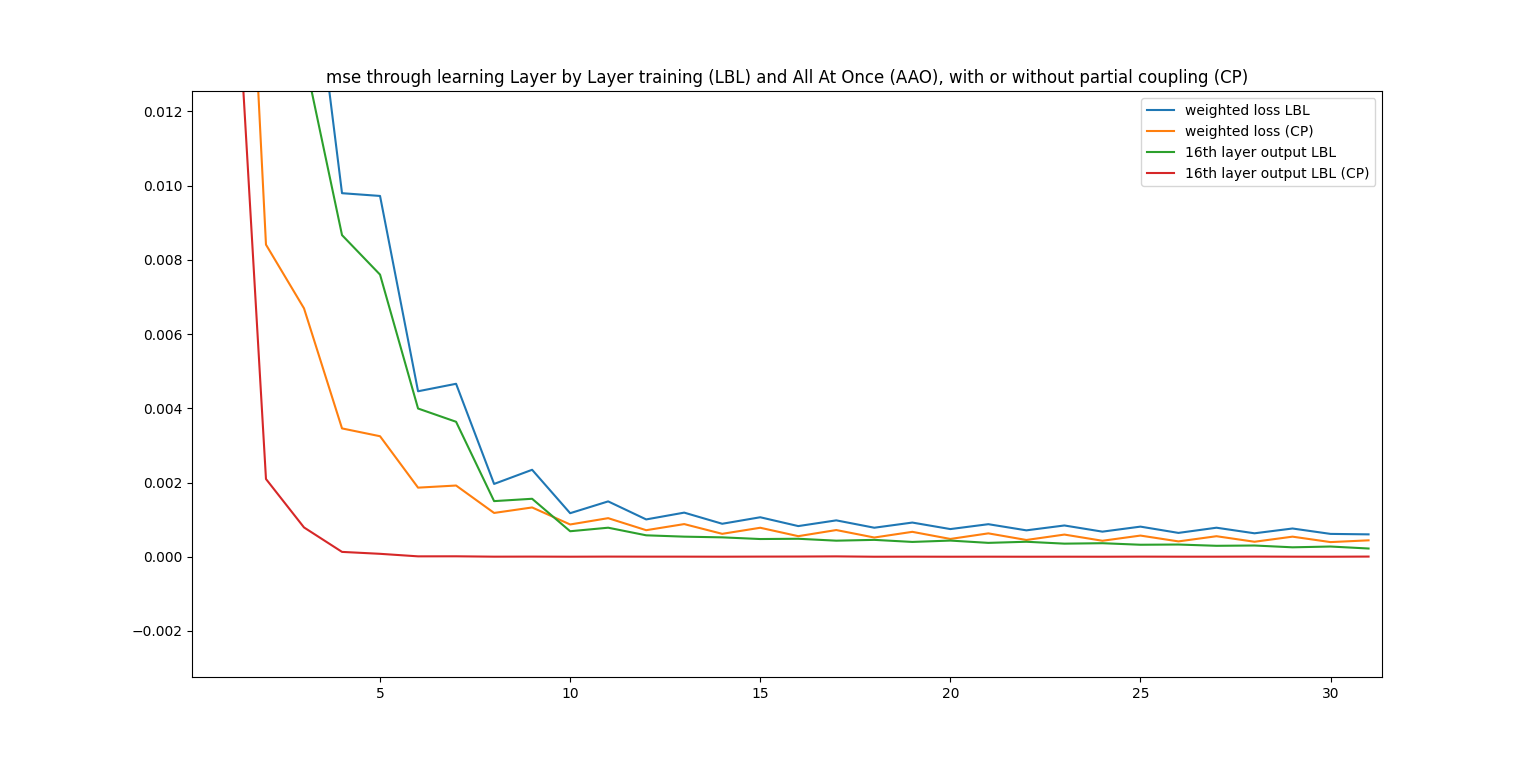 mse through learning Layer by Layer training (LBL) and All At Once (AAO), with or without partial coupling (CP)
weighted loss LBL
weighted loss (CP)
16th layer output LBL
16th layer output LBL (CP)
0.012
0.010
0.008
0.006
0.004
0.002
0.000
−0.002
5 10 15 20 25 30